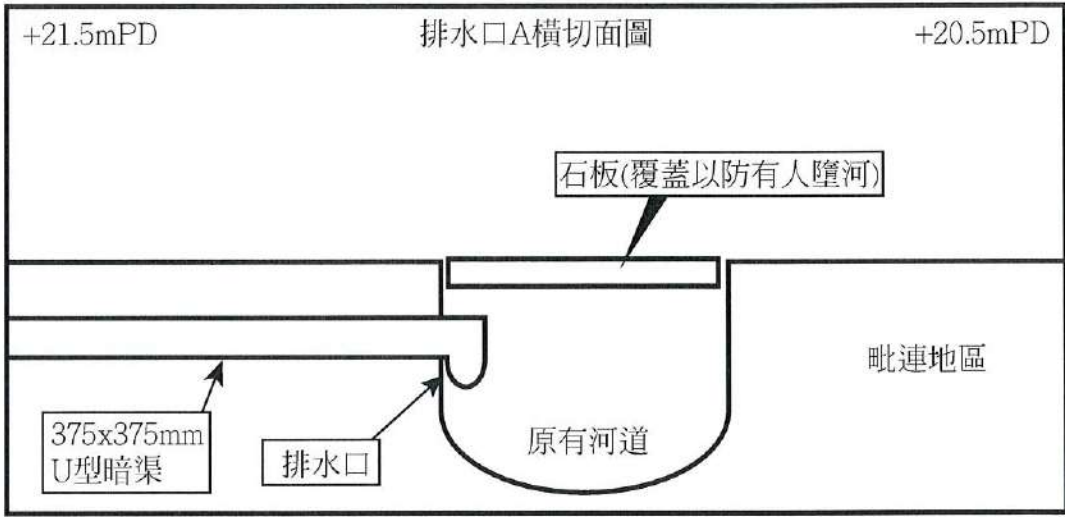 +21.5mPD
排水口A橫切面圖
+20.5mPD
石板(覆蓋以防有人墮河)
毗連地區
375x375mm
U型暗渠
排水口
原有河道